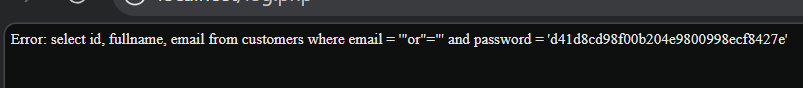 Error: select id, fullname, email from customers where email = '"or"="' and password = 'd41d8cd98f00b204e9800998ecf8427e'